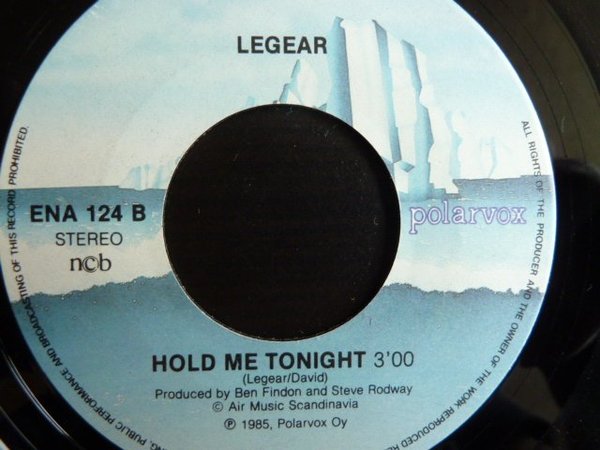 LEGEAR
ENA 124 B
STEREO
ncb
polarvox
HOLD ME TONIGHT 3'00
(Legear/David)
Produced by Ben Findon and Steve Rodway
© Air Music Scandinavia
℗ 1985, Polarvox Oy
ALL RIGHTS OF THE PRODUCER AND THE OWNER OF THE WORK REPRODUCED
PUBLIC PERFORMANCE AND BROADCASTING OF THIS RECORD PROHIBITED.